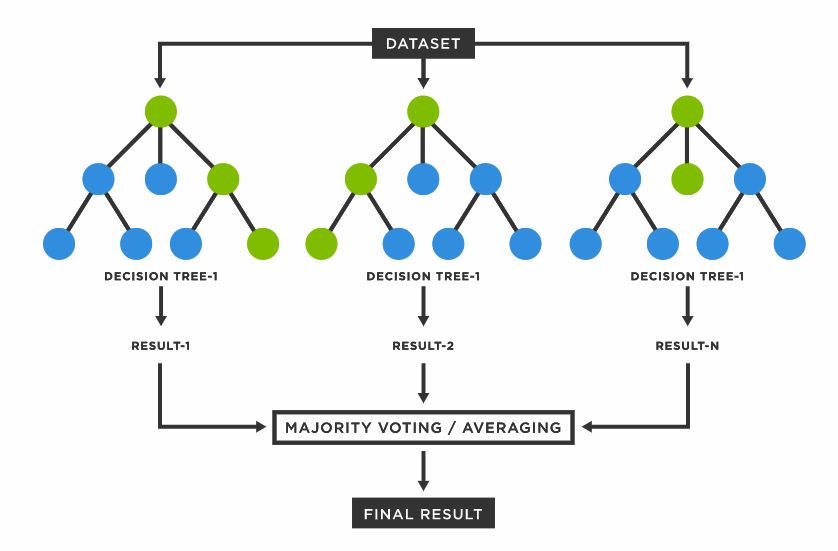 DATASET
DECISION TREE-1
DECISION TREE-1
DECISION TREE-1
RESULT-1
RESULT-2
RESULT-N
MAJORITY VOTING / AVERAGING
FINAL RESULT